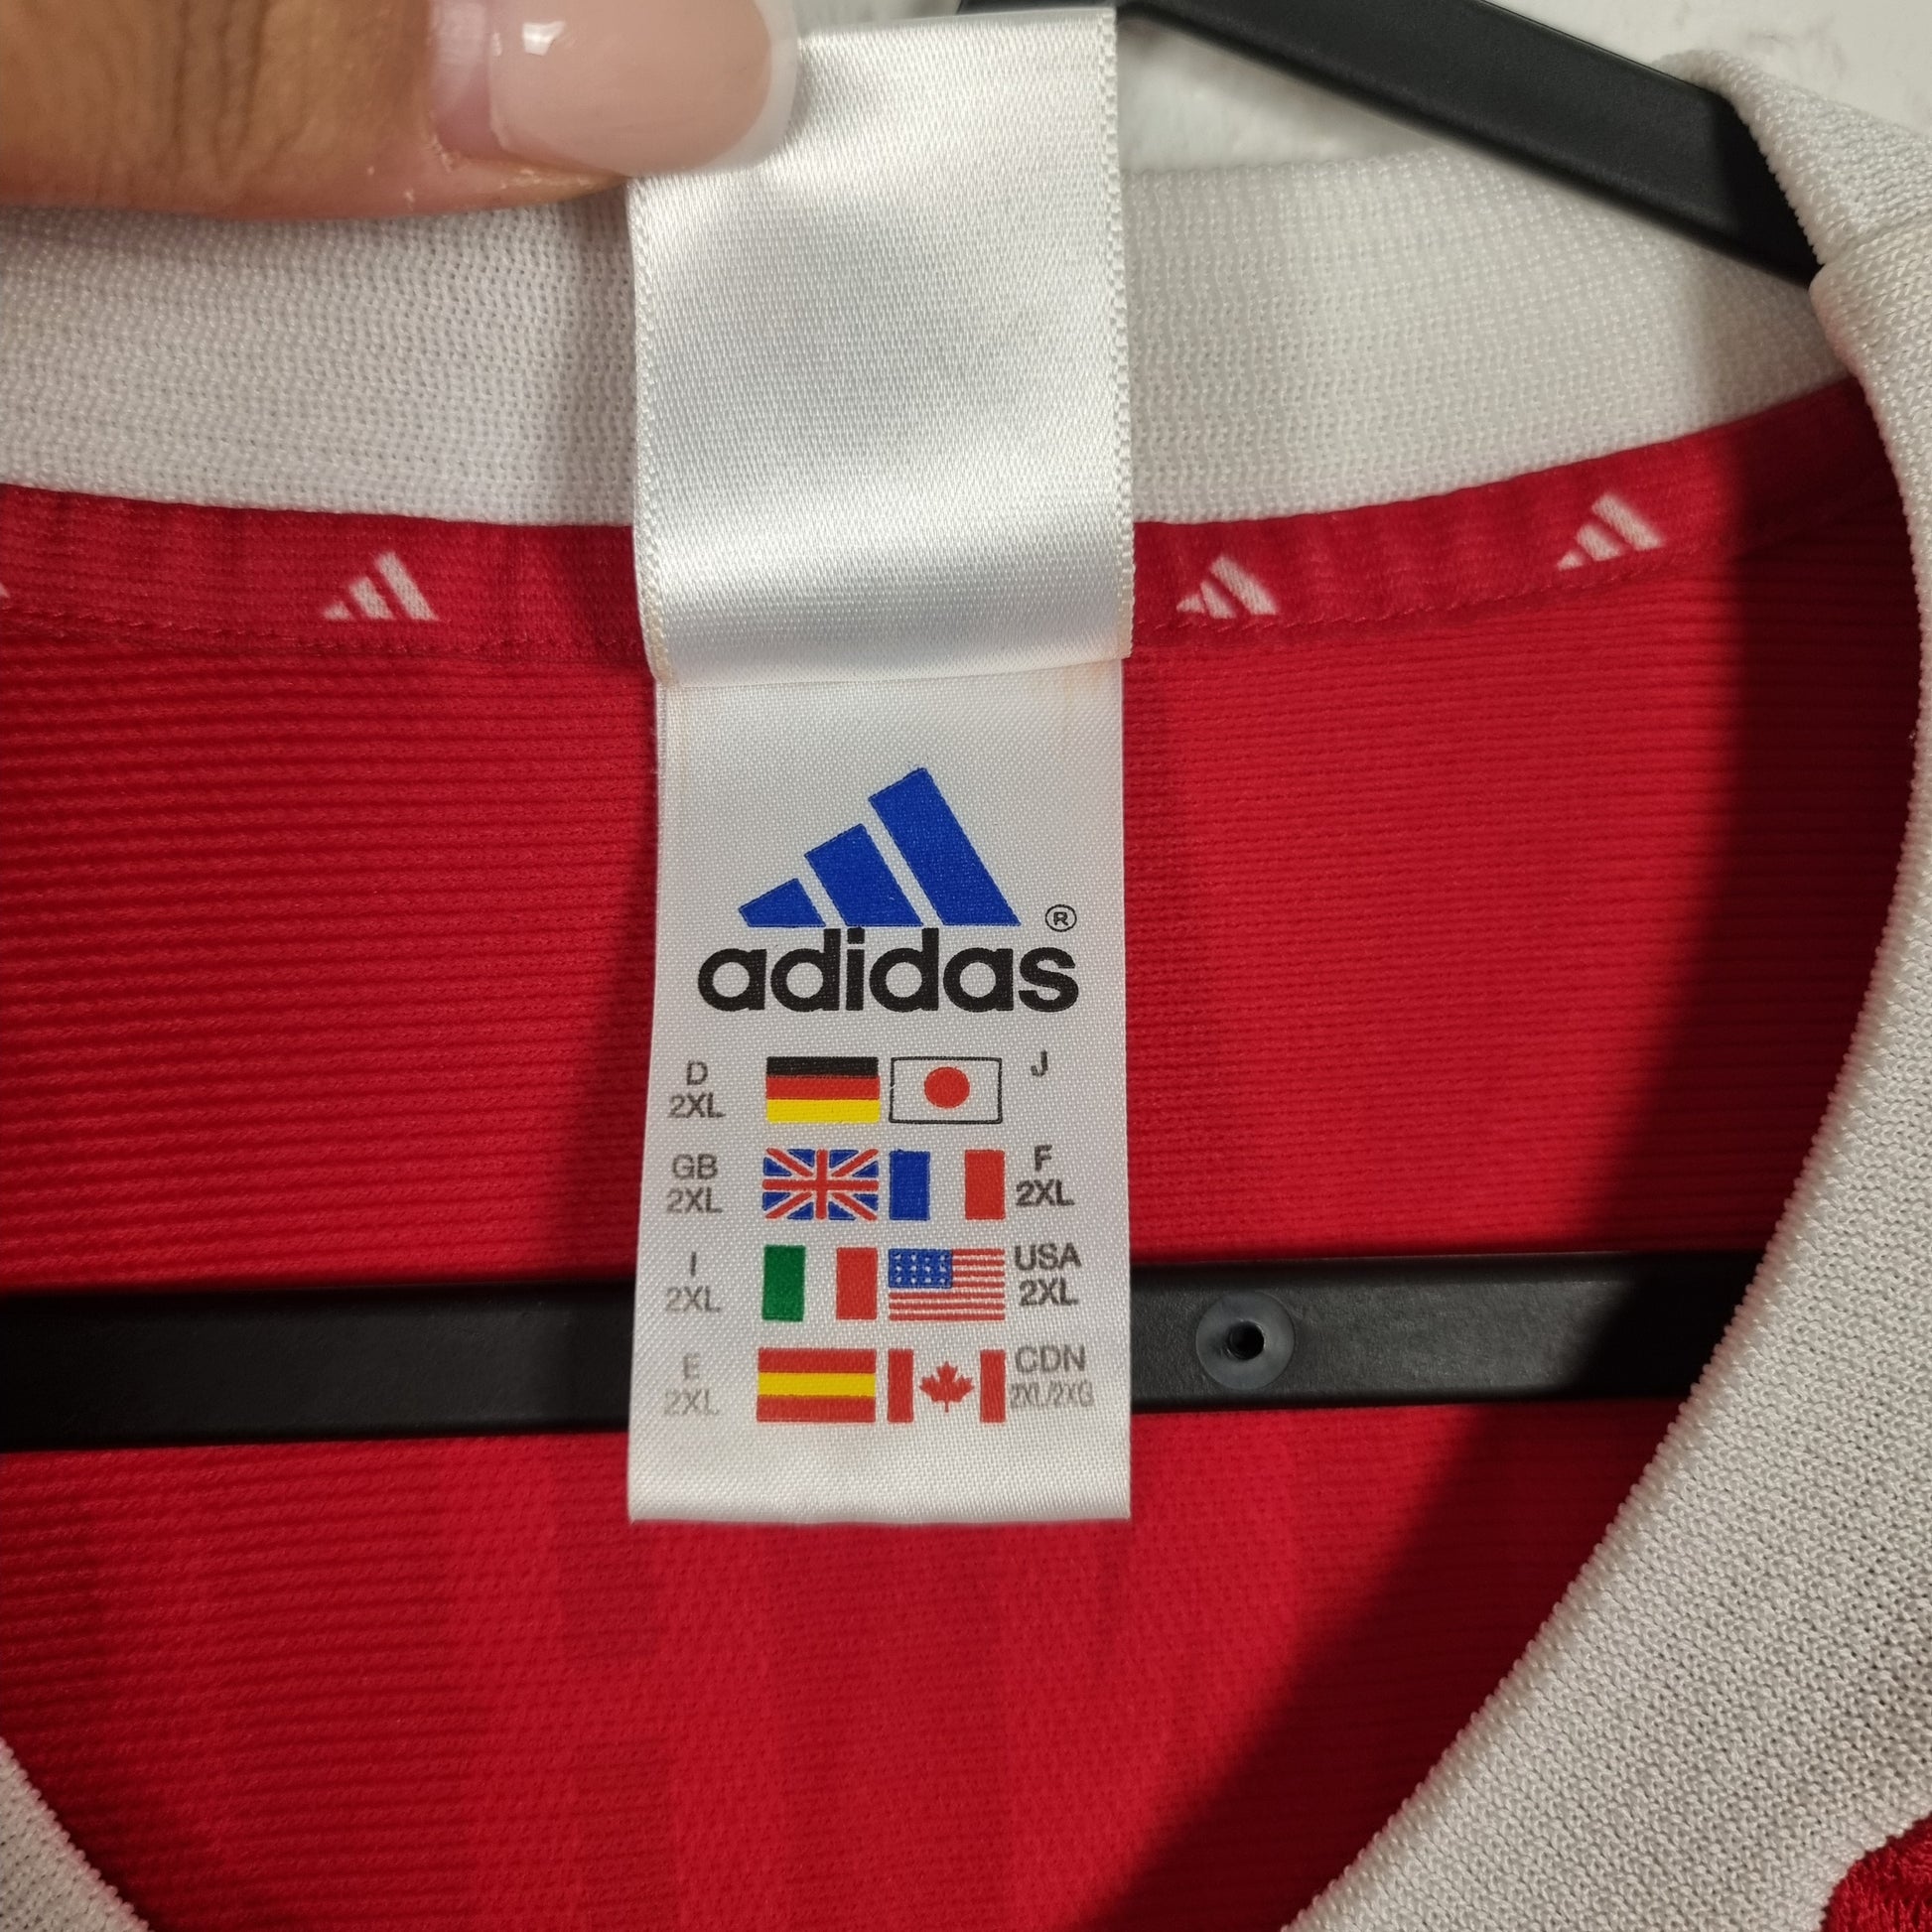 adidas®
D J
2XL
GB F
2XL 2XL
I USA
2XL 2XL
E CDN
2XL 2XL/2XG